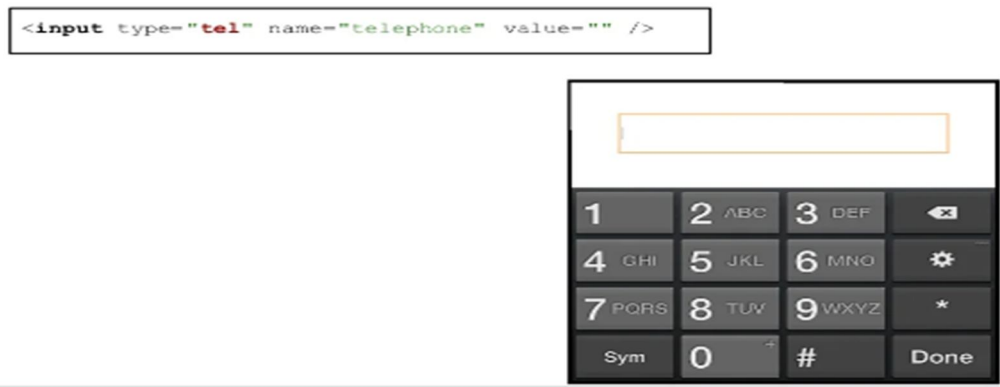 <input type="tel" name="telephone" value="" />
1 2 ABC 3 DEF
4 GHI 5 JKL 6 MNO
7 PQRS 8 TUV 9 WXYZ *
Sym 0 + # Done